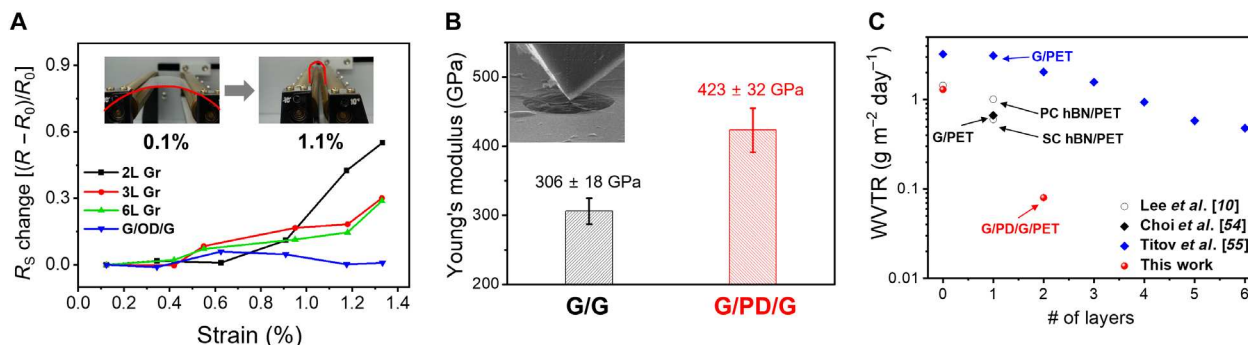 A
R_S change [(R − R_0)/R_0]
0.9
0.6
0.3
0.0
0.1%
1.1%
2L Gr
3L Gr
6L Gr
G/OD/G
0.0 0.2 0.4 0.6 0.8 1.0 1.2 1.4
Strain (%)
B
Young's modulus (GPa)
500
450
400
350
300
250
200
306 ± 18 GPa
423 ± 32 GPa
G/G
G/PD/G
C
WVTR (g m⁻² day⁻¹)
1
0.1
0.01
G/PET
PC hBN/PET
G/PET
SC hBN/PET
G/PD/G/PET
Lee et al. [10]
Choi et al. [54]
Titov et al. [55]
This work
0 1 2 3 4 5 6
# of layers